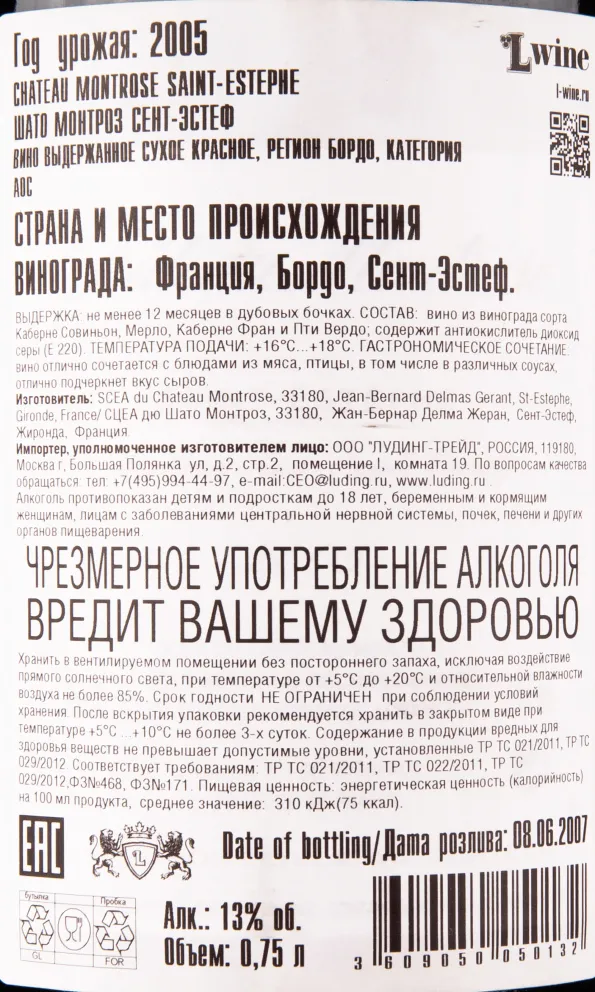 Год урожая: 2005
Lwine
l-wine.ru
CHATEAU MONTROSE SAINT-ESTEPHE
ШАТО МОНТРОЗ СЕНТ-ЭСТЕФ
ВИНО ВЫДЕРЖАННОЕ СУХОЕ КРАСНОЕ, РЕГИОН БОРДО, КАТЕГОРИЯ
АОС
СТРАНА И МЕСТО ПРОИСХОЖДЕНИЯ
ВИНОГРАДА: Франция, Бордо, Сент-Эстеф.
ВЫДЕРЖКА: не менее 12 месяцев в дубовых бочках. СОСТАВ: вино из винограда сорта
Каберне Совиньон, Мерло, Каберне Фран и Пти Вердо; содержит антиокислитель диоксид
серы (Е 220). ТЕМПЕРАТУРА ПОДАЧИ: +16°С...+18°С. ГАСТРОНОМИЧЕСКОЕ СОЧЕТАНИЕ:
вино отлично сочетается с блюдами из мяса, птицы, в том числе в различных соусах,
отлично подчеркнет вкус сыров.
Изготовитель: SCEA du Chateau Montrose, 33180, Jean-Bernard Delmas Gerant, St-Estephe,
Gironde, France/ СЦЕА дю Шато Монтроз, 33180, Жан-Бернар Делма Жеран, Сент-Эстеф,
Жиронда, Франция.
Импортер, уполномоченное изготовителем лицо: ООО "ЛУДИНГ-ТРЕЙД", РОССИЯ, 119180,
Москва г, Большая Полянка ул, д.2, стр.2, помещение I, комната 19. По вопросам качества
обращаться: тел: +7(495)994-44-97, e-mail:CEO@luding.ru, www.luding.ru .
Алкоголь противопоказан детям и подросткам до 18 лет, беременным и кормящим
женщинам, лицам с заболеваниями центральной нервной системы, почек, печени и других
органов пищеварения.
ЧРЕЗМЕРНОЕ УПОТРЕБЛЕНИЕ АЛКОГОЛЯ
ВРЕДИТ ВАШЕМУ ЗДОРОВЬЮ
Хранить в вентилируемом помещении без постороннего запаха, исключая воздействие
прямого солнечного света, при температуре от +5°С до +20°С и относительной влажности
воздуха не более 85%. Срок годности НЕ ОГРАНИЧЕН при соблюдении условий
хранения. После вскрытия упаковки рекомендуется хранить в закрытом виде при
температуре +5°С ...+10°С не более 3-х суток. Содержание в продукции вредных для
здоровья веществ не превышает допустимые уровни, установленные ТР ТС 021/2011, ТР ТС
029/2012. Соответствует требованиям: ТР ТС 021/2011, ТР ТС 022/2011, ТР ТС
029/2012,ФЗ№468, ФЗ№171. Пищевая ценность: энергетическая ценность (калорийность)
на 100 мл продукта, среднее значение: 310 кДж(75 ккал).
EAC
L
Date of bottling/Дата розлива: 08.06.2007
бутылка
Пробка
GL
FOR
Алк.: 13% об.
Объем: 0,75 л
3 609050 050132